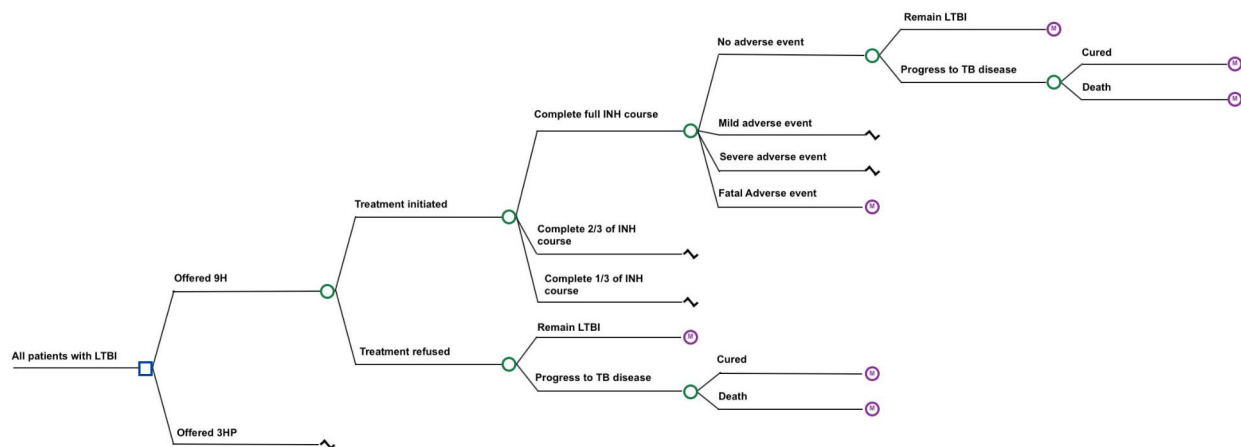 Remain LTBI
M
No adverse event
Cured
M
Progress to TB disease
Death
M
Complete full INH course
Mild adverse event
Severe adverse event
Fatal Adverse event
M
Treatment initiated
Complete 2/3 of INH
course
Offered 9H
Complete 1/3 of INH
course
Remain LTBI
M
All patients with LTBI
Treatment refused
Cured
M
Progress to TB disease
Death
M
Offered 3HP